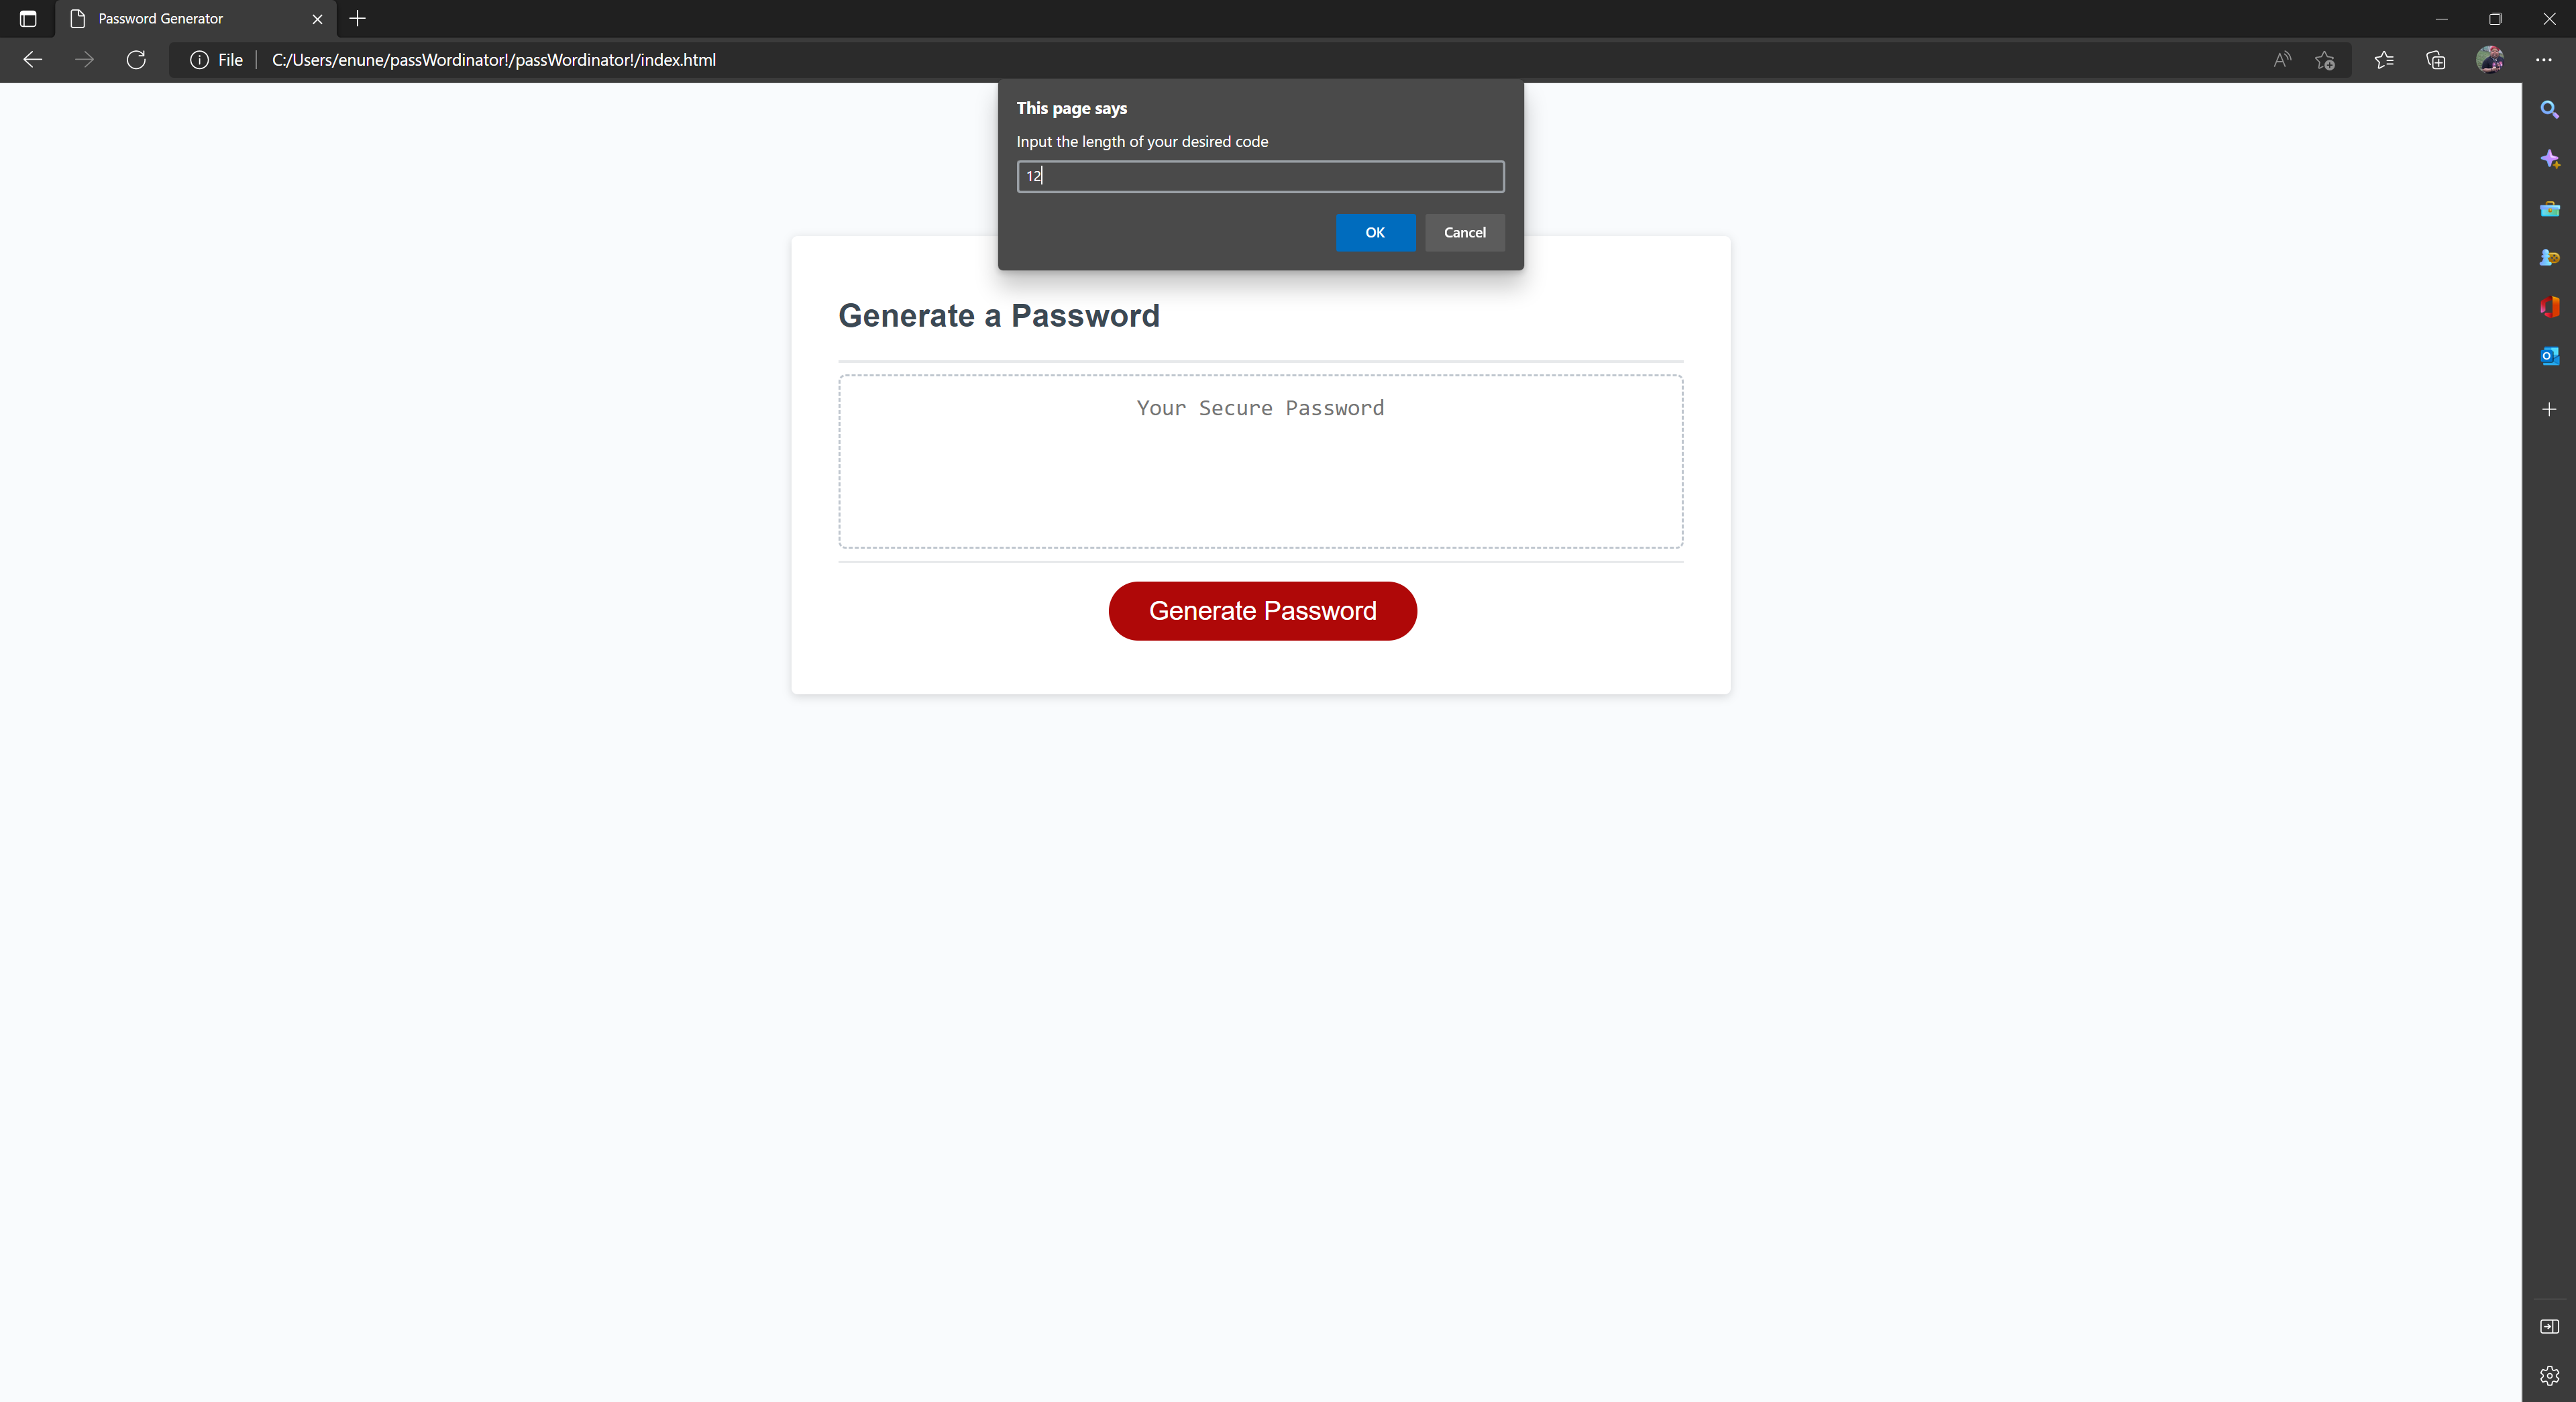 Password Generator
File C:/Users/enune/passWordinator!/passWordinator!/index.html
This page says
Input the length of your desired code
12
OK Cancel
Generate a Password
Your Secure Password
Generate Password